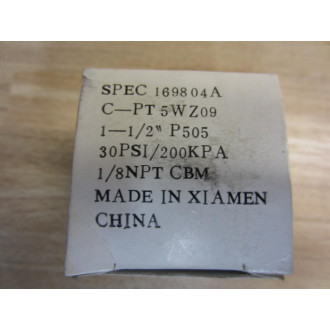 SPEC 169804A
C—PT 5WZ09
1—1/2" P505
30PSI/200KPA
1/8NPT CBM
MADE IN XIAMEN
CHINA